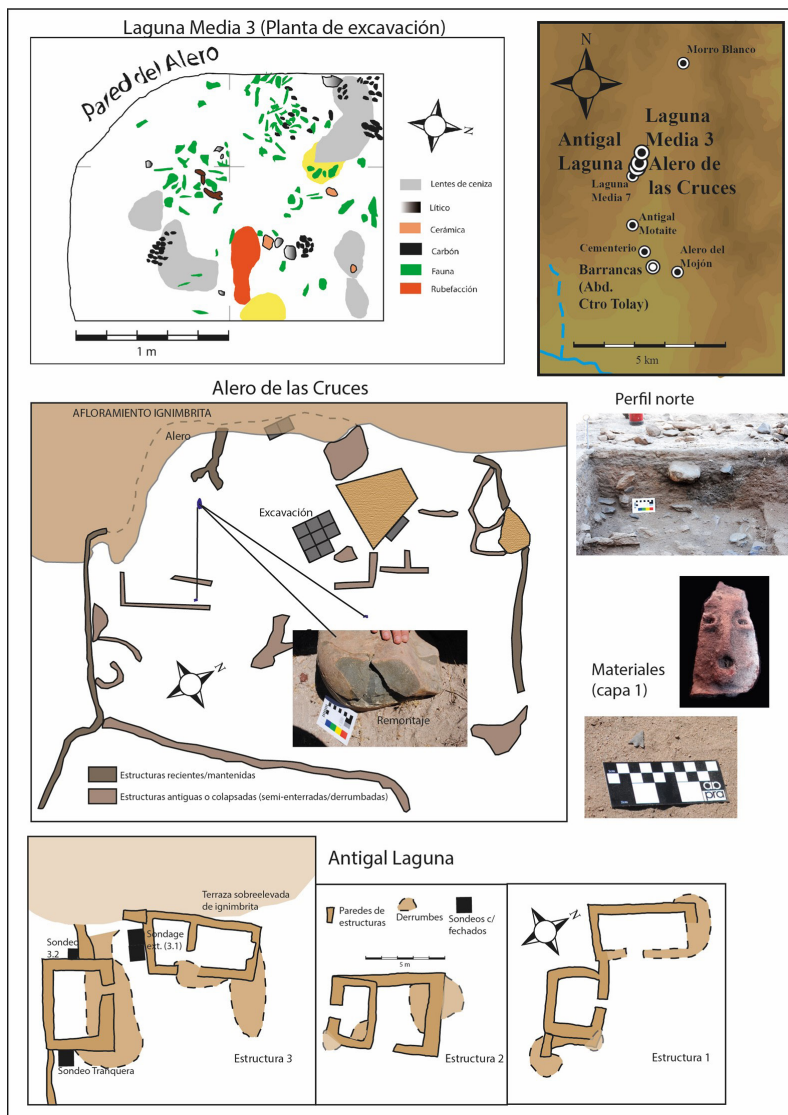 Laguna Media 3 (Planta de excavación)
Pared del Alero
N
Lentes de ceniza
Lítico
Cerámica
Carbón
Fauna
Rubefacción
1 m
N
Morro Blanco
Laguna
Media 3
Antigal
Laguna
Alero de
las Cruces
Laguna
Media 7
Antigal
Motaite
Cementerio
Alero del
Mojón
Barrancas
(Abd.
Ctro Tolay)
5 km
Alero de las Cruces
AFLORAMIENTO IGNIMBRITA
Alero
Excavación
N
Remontaje
Estructuras recientes/mantenidas
Estructuras antiguas o colapsadas (semi-enterradas/derrumbadas)
Perfil norte
Materiales
(capa 1)
Antigal Laguna
Terraza sobreelevada
de ignimbrita
Sondeo
3.2
Sondage
ext. (3.1)
Sondeo Tranquera
Estructura 3
Paredes de
estructuras
Derrumbes
Sondeos c/
fechados
5 m
Estructura 2
N
Estructura 1